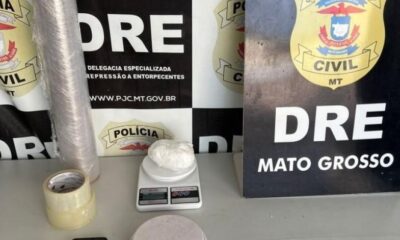 DRE
DELEGACIA ESPECIALIZADA
REPRESSÃO A ENTORPECENTES
WWW.PJC.MT.GOV.BR
POLÍCIA
CIVIL
CIVIL
MT
DRE
MATO GROSSO